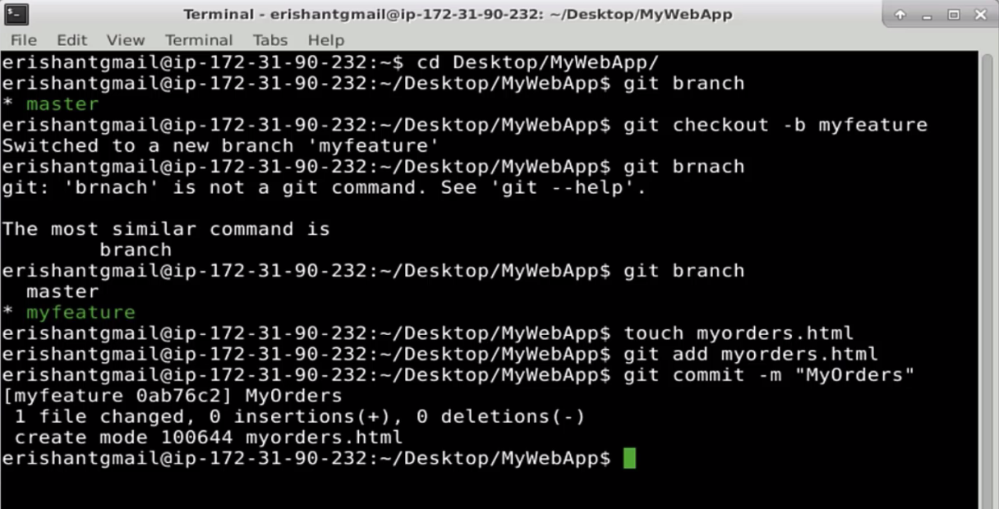 Terminal - erishantgmail@ip-172-31-90-232: ~/Desktop/MyWebApp
File Edit View Terminal Tabs Help
erishantgmail@ip-172-31-90-232:~$ cd Desktop/MyWebApp/
erishantgmail@ip-172-31-90-232:~/Desktop/MyWebApp$ git branch
* master
erishantgmail@ip-172-31-90-232:~/Desktop/MyWebApp$ git checkout -b myfeature
Switched to a new branch 'myfeature'
erishantgmail@ip-172-31-90-232:~/Desktop/MyWebApp$ git brnach
git: 'brnach' is not a git command. See 'git --help'.

The most similar command is
        branch
erishantgmail@ip-172-31-90-232:~/Desktop/MyWebApp$ git branch
  master
* myfeature
erishantgmail@ip-172-31-90-232:~/Desktop/MyWebApp$ touch myorders.html
erishantgmail@ip-172-31-90-232:~/Desktop/MyWebApp$ git add myorders.html
erishantgmail@ip-172-31-90-232:~/Desktop/MyWebApp$ git commit -m "MyOrders"
[myfeature 0ab76c2] MyOrders
 1 file changed, 0 insertions(+), 0 deletions(-)
 create mode 100644 myorders.html
erishantgmail@ip-172-31-90-232:~/Desktop/MyWebApp$